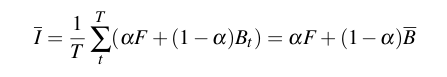 Ī = 1/T ∑_t^T (αF + (1 − α)B_t) = αF + (1 − α)B̄